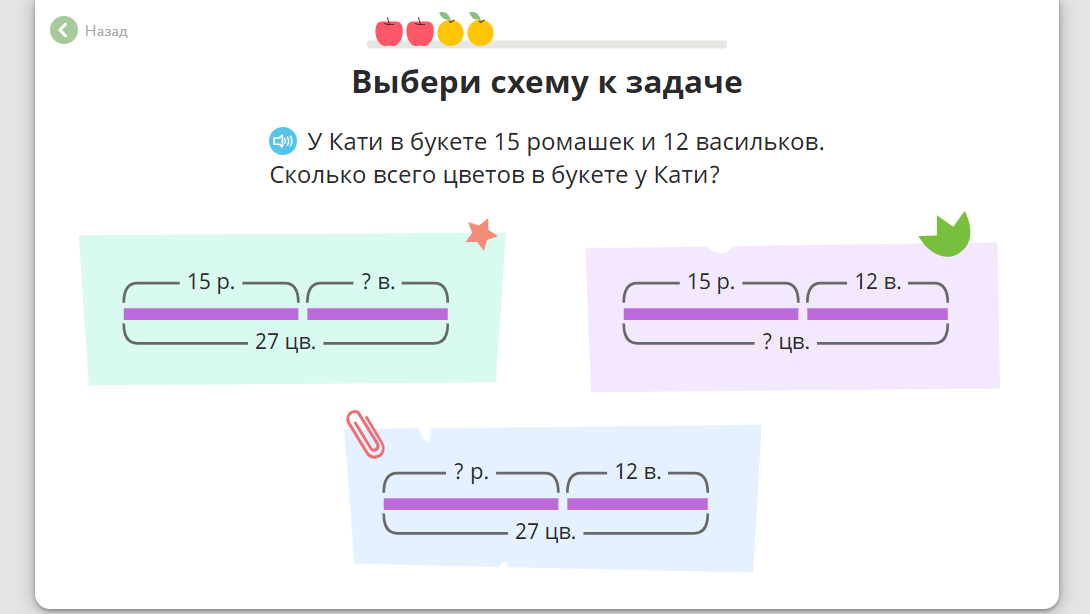 Назад
Выбери схему к задаче
У Кати в букете 15 ромашек и 12 васильков.
Сколько всего цветов в букете у Кати?
15 р. ? в.
27 цв.
15 р. 12 в.
? цв.
? р. 12 в.
27 цв.